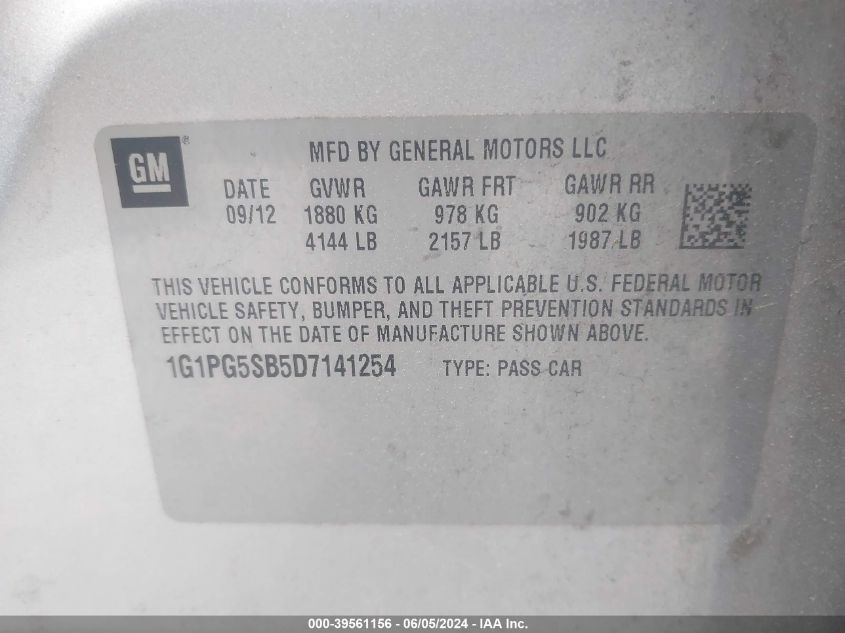 GM®
MFD BY GENERAL MOTORS LLC
DATE GVWR GAWR FRT GAWR RR
09/12 1880 KG 978 KG 902 KG
4144 LB 2157 LB 1987 LB
THIS VEHICLE CONFORMS TO ALL APPLICABLE U.S. FEDERAL MOTOR
VEHICLE SAFETY, BUMPER, AND THEFT PREVENTION STANDARDS IN
EFFECT ON THE DATE OF MANUFACTURE SHOWN ABOVE.
1G1PG5SB5D7141254 TYPE: PASS CAR
000-39561156 - 06/05/2024 - IAA Inc.